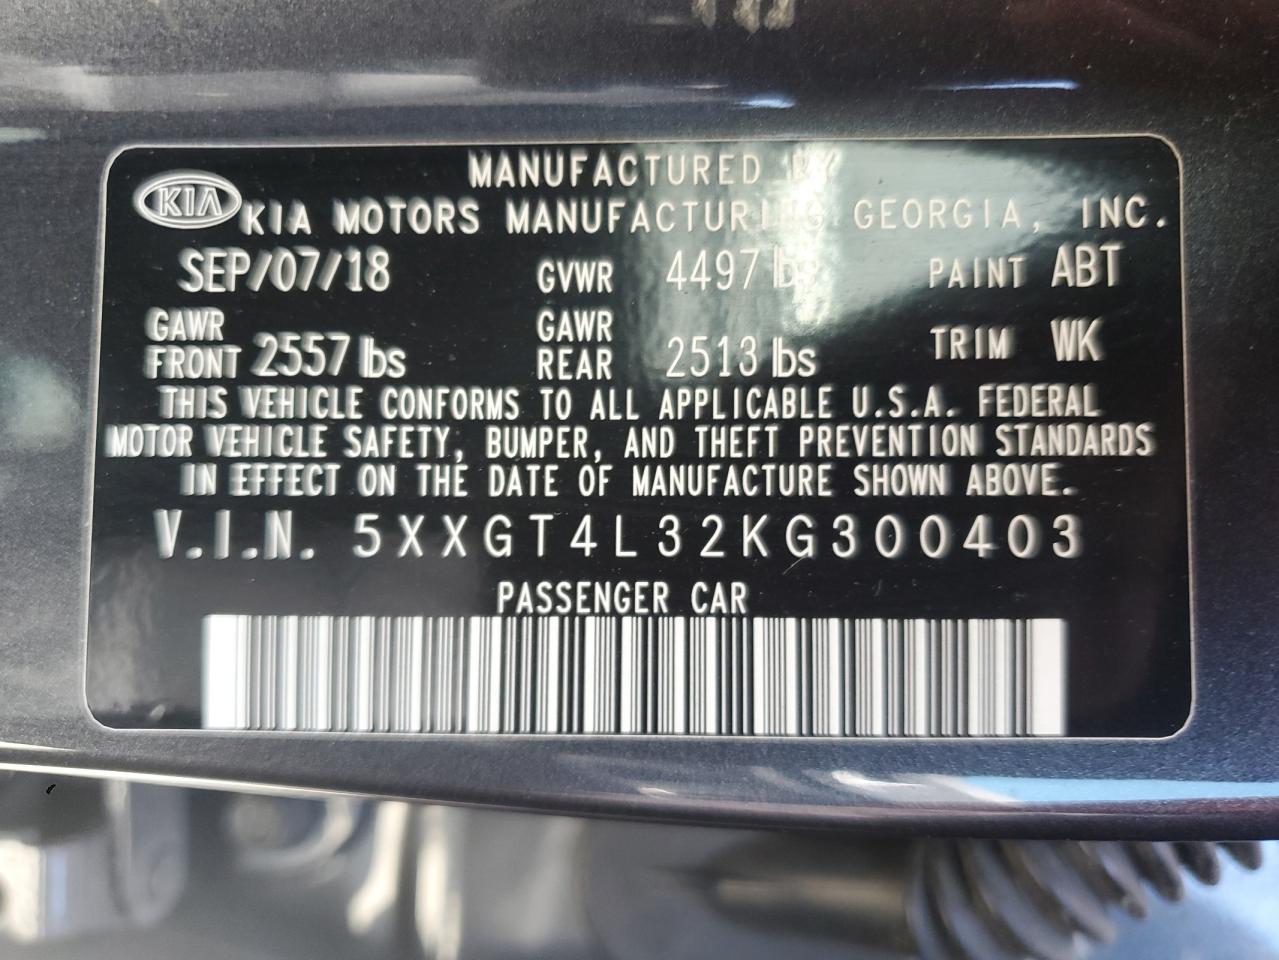 MANUFACTURED BY
KIA KIA MOTORS MANUFACTURING GEORGIA, INC.
SEP/07/18 GVWR 4497 lbs PAINT ABT
GAWR FRONT 2557 lbs GAWR REAR 2513 lbs TRIM WK
THIS VEHICLE CONFORMS TO ALL APPLICABLE U.S.A. FEDERAL
MOTOR VEHICLE SAFETY, BUMPER, AND THEFT PREVENTION STANDARDS
IN EFFECT ON THE DATE OF MANUFACTURE SHOWN ABOVE.
V.I.N. 5XXGT4L32KG300403
PASSENGER CAR